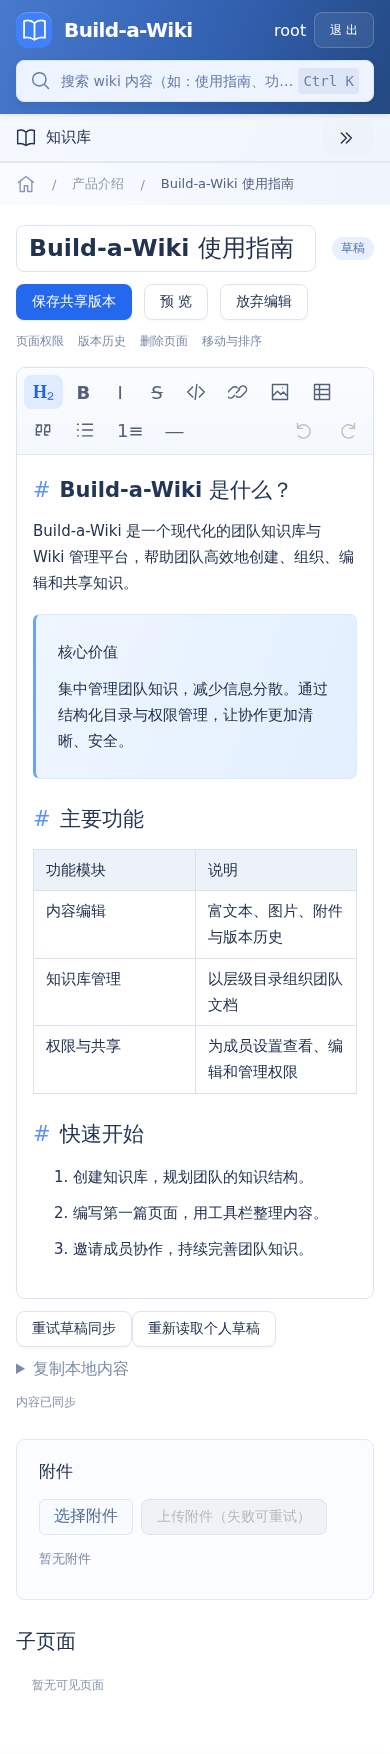 Build-a-Wiki
root
退 出
搜索 wiki 内容（如：使用指南、功…
Ctrl K
知识库
/ 产品介绍 / Build-a-Wiki 使用指南
Build-a-Wiki 使用指南
草稿
保存共享版本
预 览
放弃编辑
页面权限 版本历史 删除页面 移动与排序
H2 B I S
1≡ —
# Build-a-Wiki 是什么？
Build-a-Wiki 是一个现代化的团队知识库与
Wiki 管理平台，帮助团队高效地创建、组织、编
辑和共享知识。
核心价值
集中管理团队知识，减少信息分散。通过
结构化目录与权限管理，让协作更加清
晰、安全。
# 主要功能
功能模块 说明
内容编辑 富文本、图片、附件
与版本历史
知识库管理 以层级目录组织团队
文档
权限与共享 为成员设置查看、编
辑和管理权限
# 快速开始
1. 创建知识库，规划团队的知识结构。
2. 编写第一篇页面，用工具栏整理内容。
3. 邀请成员协作，持续完善团队知识。
重试草稿同步 重新读取个人草稿
复制本地内容
内容已同步
附件
选择附件 上传附件（失败可重试）
暂无附件
子页面
暂无可见页面